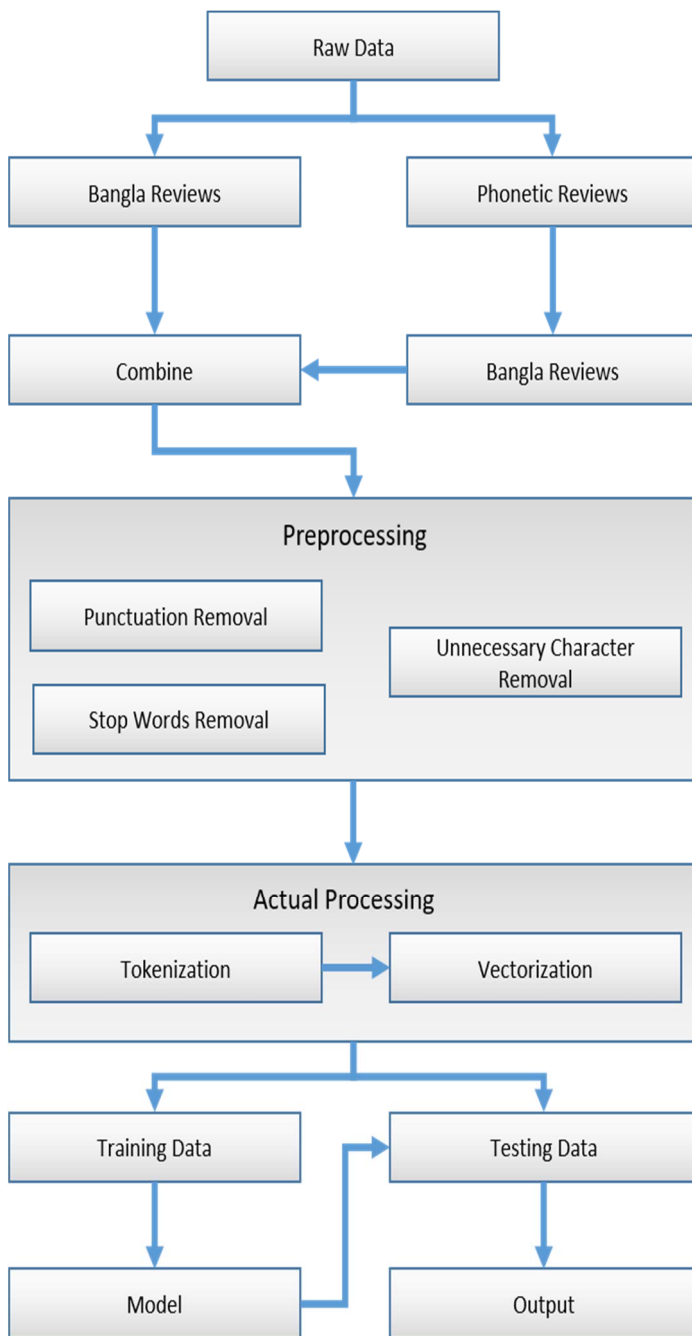 Raw Data
Bangla Reviews
Phonetic Reviews
Combine
Bangla Reviews
Preprocessing
Punctuation Removal
Unnecessary Character
Removal
Stop Words Removal
Actual Processing
Tokenization
Vectorization
Training Data
Testing Data
Model
Output